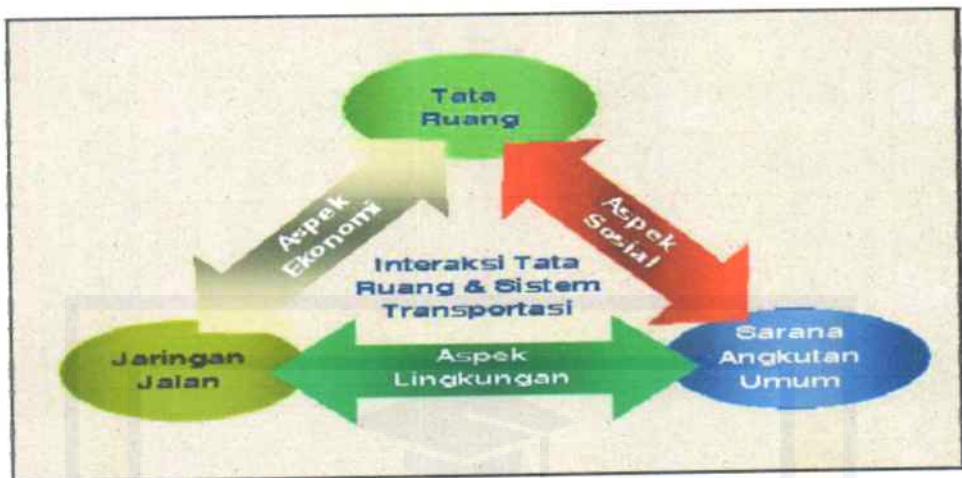 Tata
Ruang
Aspek
Ekonomi
Aspek
Sosial
Interaksi Tata
Ruang & Sistem
Transportasi
Jaringan
Jalan
Aspek
Lingkungan
Sarana
Angkutan
Umum